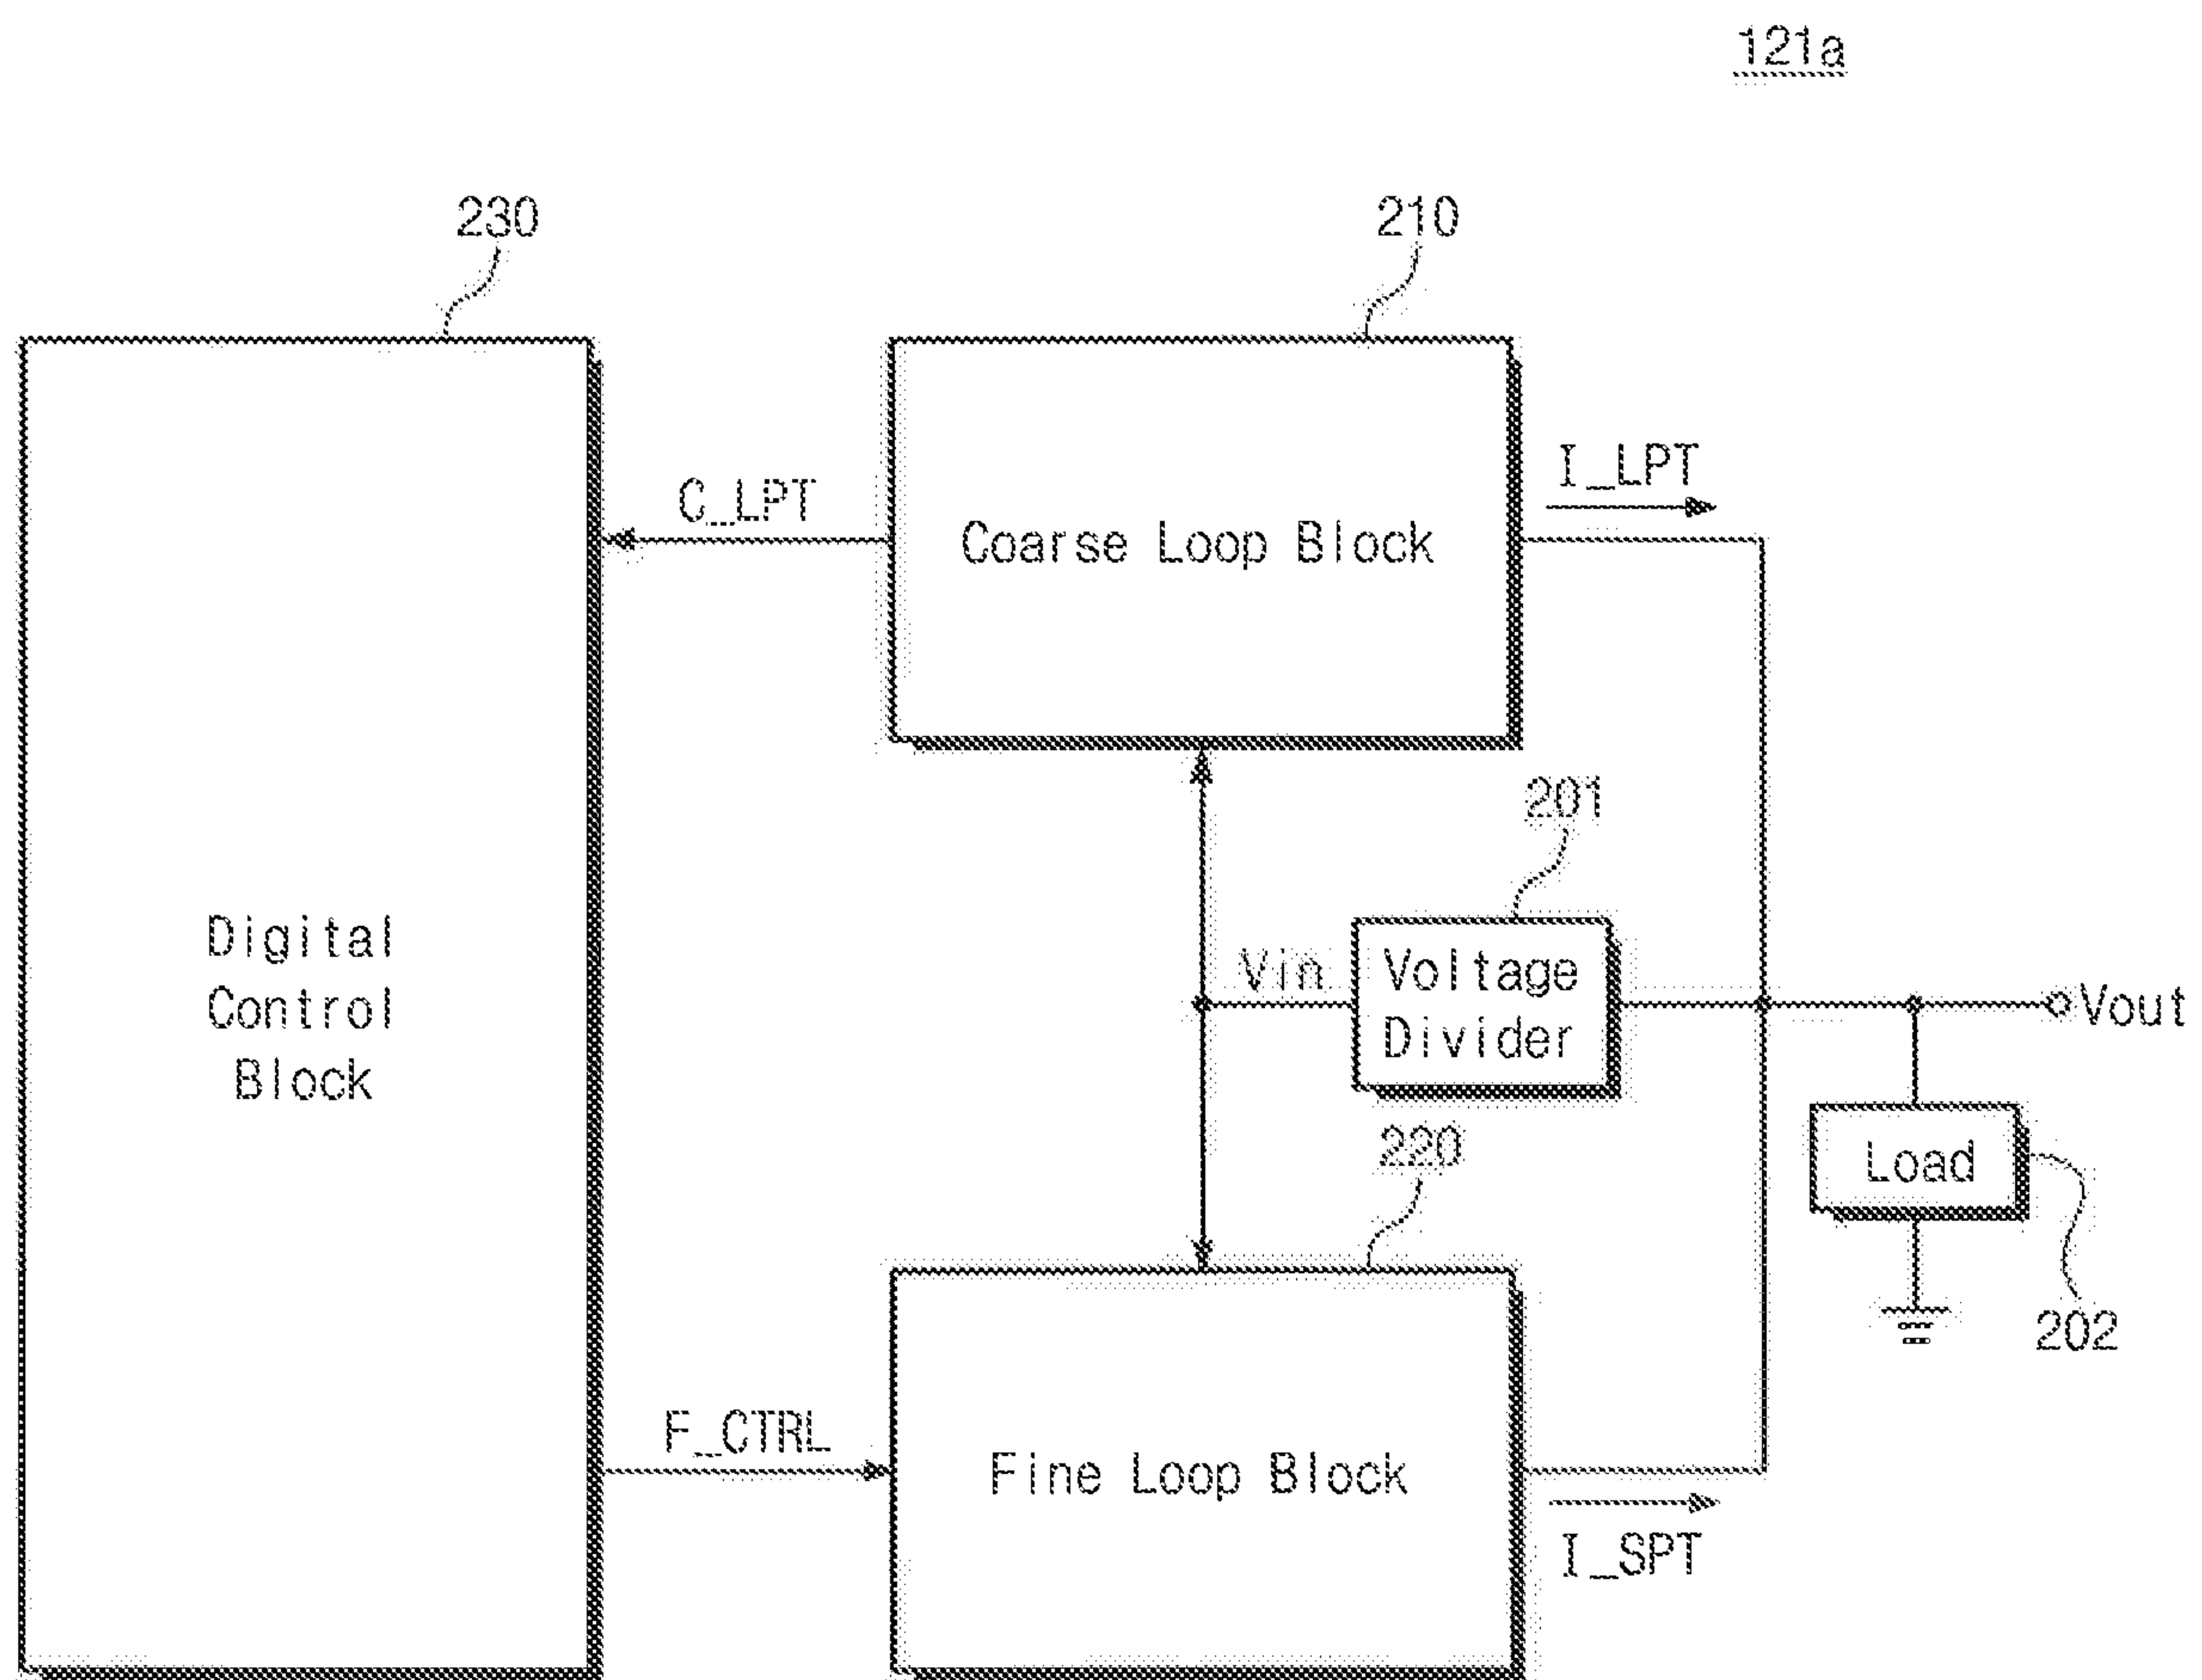 121a
230
210
C_LPT
I_LPT
Coarse Loop Block
201
Digital
Control
Block
Vin
Voltage
Divider
Vout
220
Load
202
F_CTRL
Fine Loop Block
I_SPT